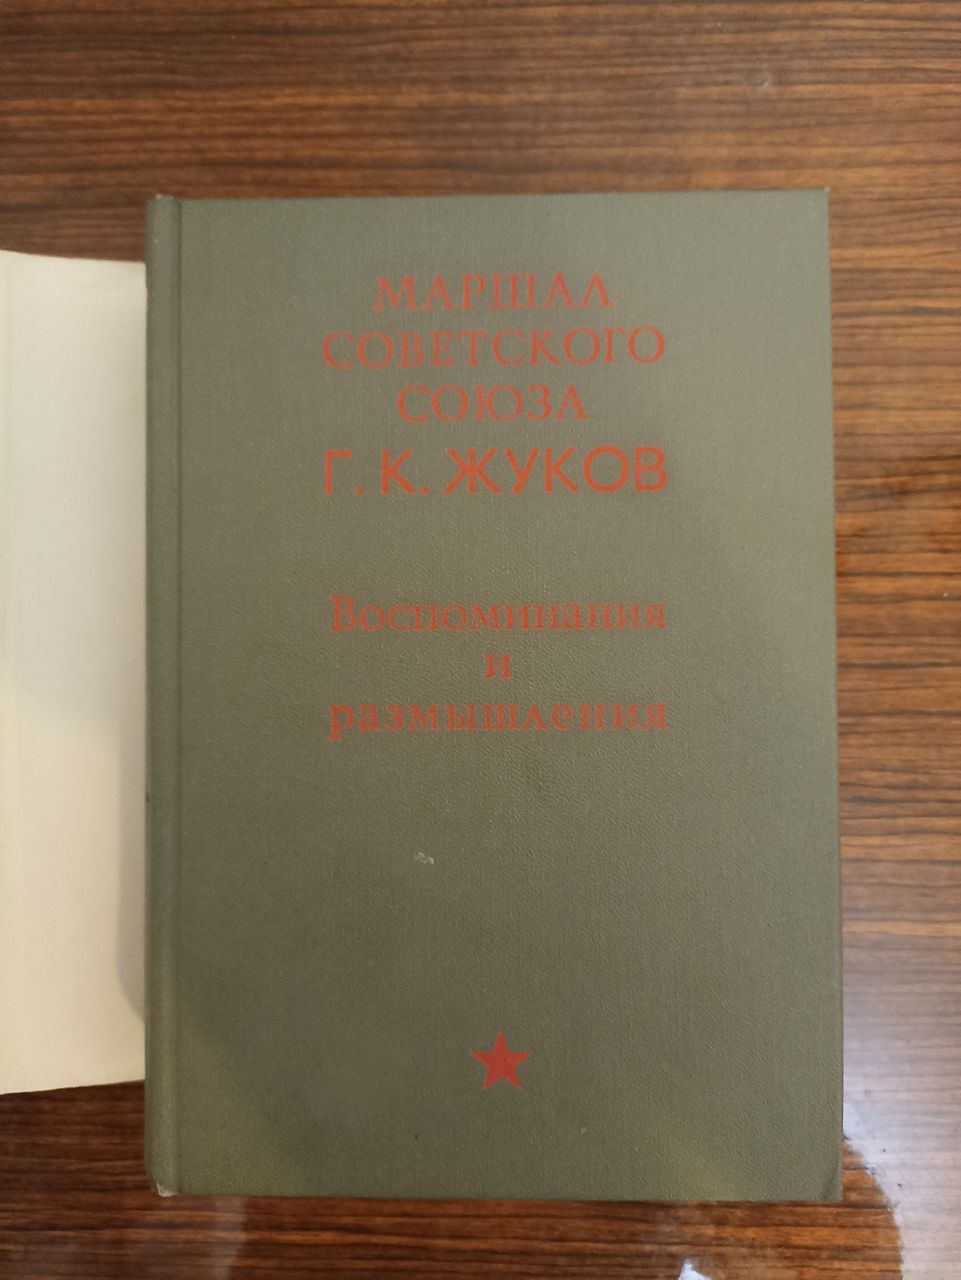 МАРШАЛ
СОВЕТСКОГО
СОЮЗА
Г. К. ЖУКОВ
Воспоминания
и
размышления